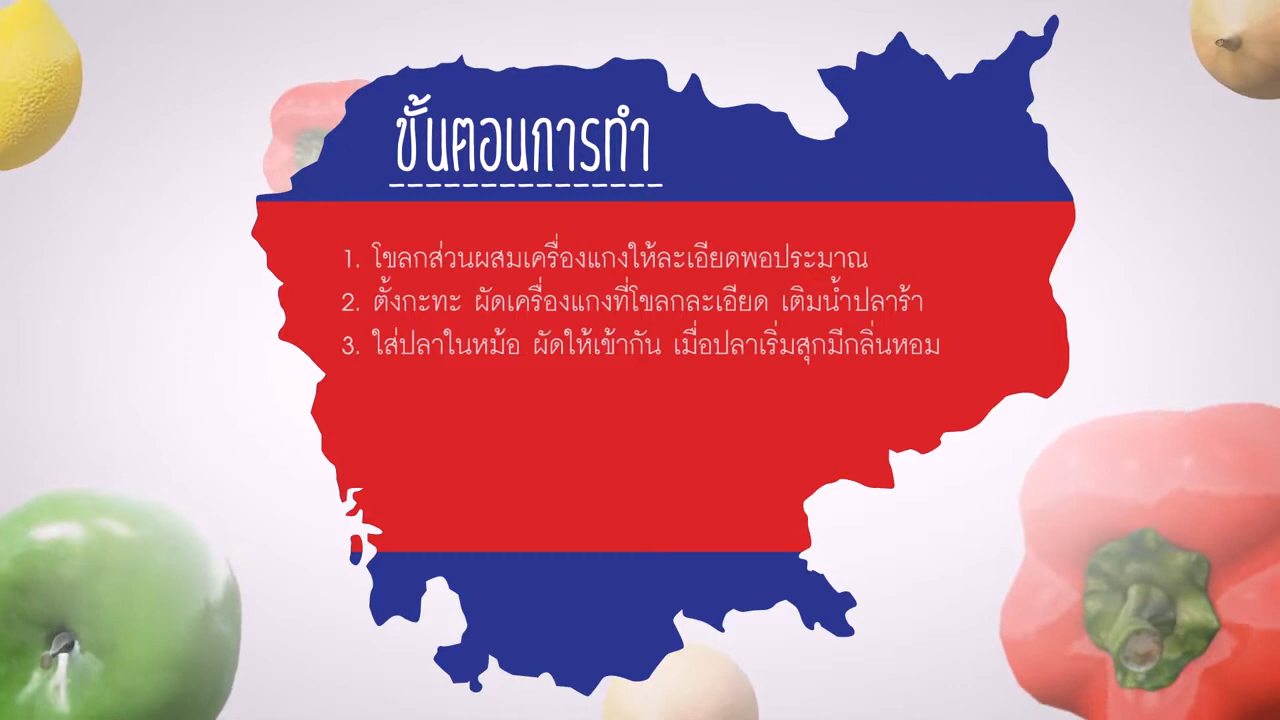 ขั้นตอนการทำ
1. โขลกส่วนผสมเครื่องแกงให้ละเอียดพอประมาณ
2. ตั้งกะทะ ผัดเครื่องแกงที่โขลกละเอียด เติมน้ำปลาร้า
3. ใส่ปลาในหม้อ ผัดให้เข้ากัน เมื่อปลาเริ่มสุกมีกลิ่นหอม